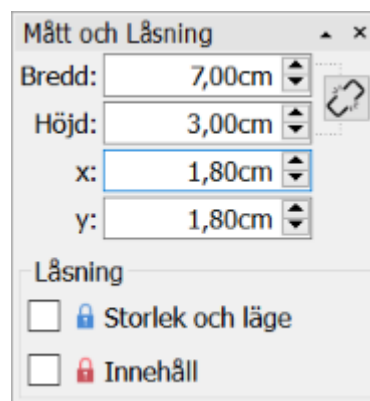 Mått och Låsning
Bredd: 7,00cm
Höjd: 3,00cm
x: 1,80cm
y: 1,80cm
Låsning
Storlek och läge
Innehåll